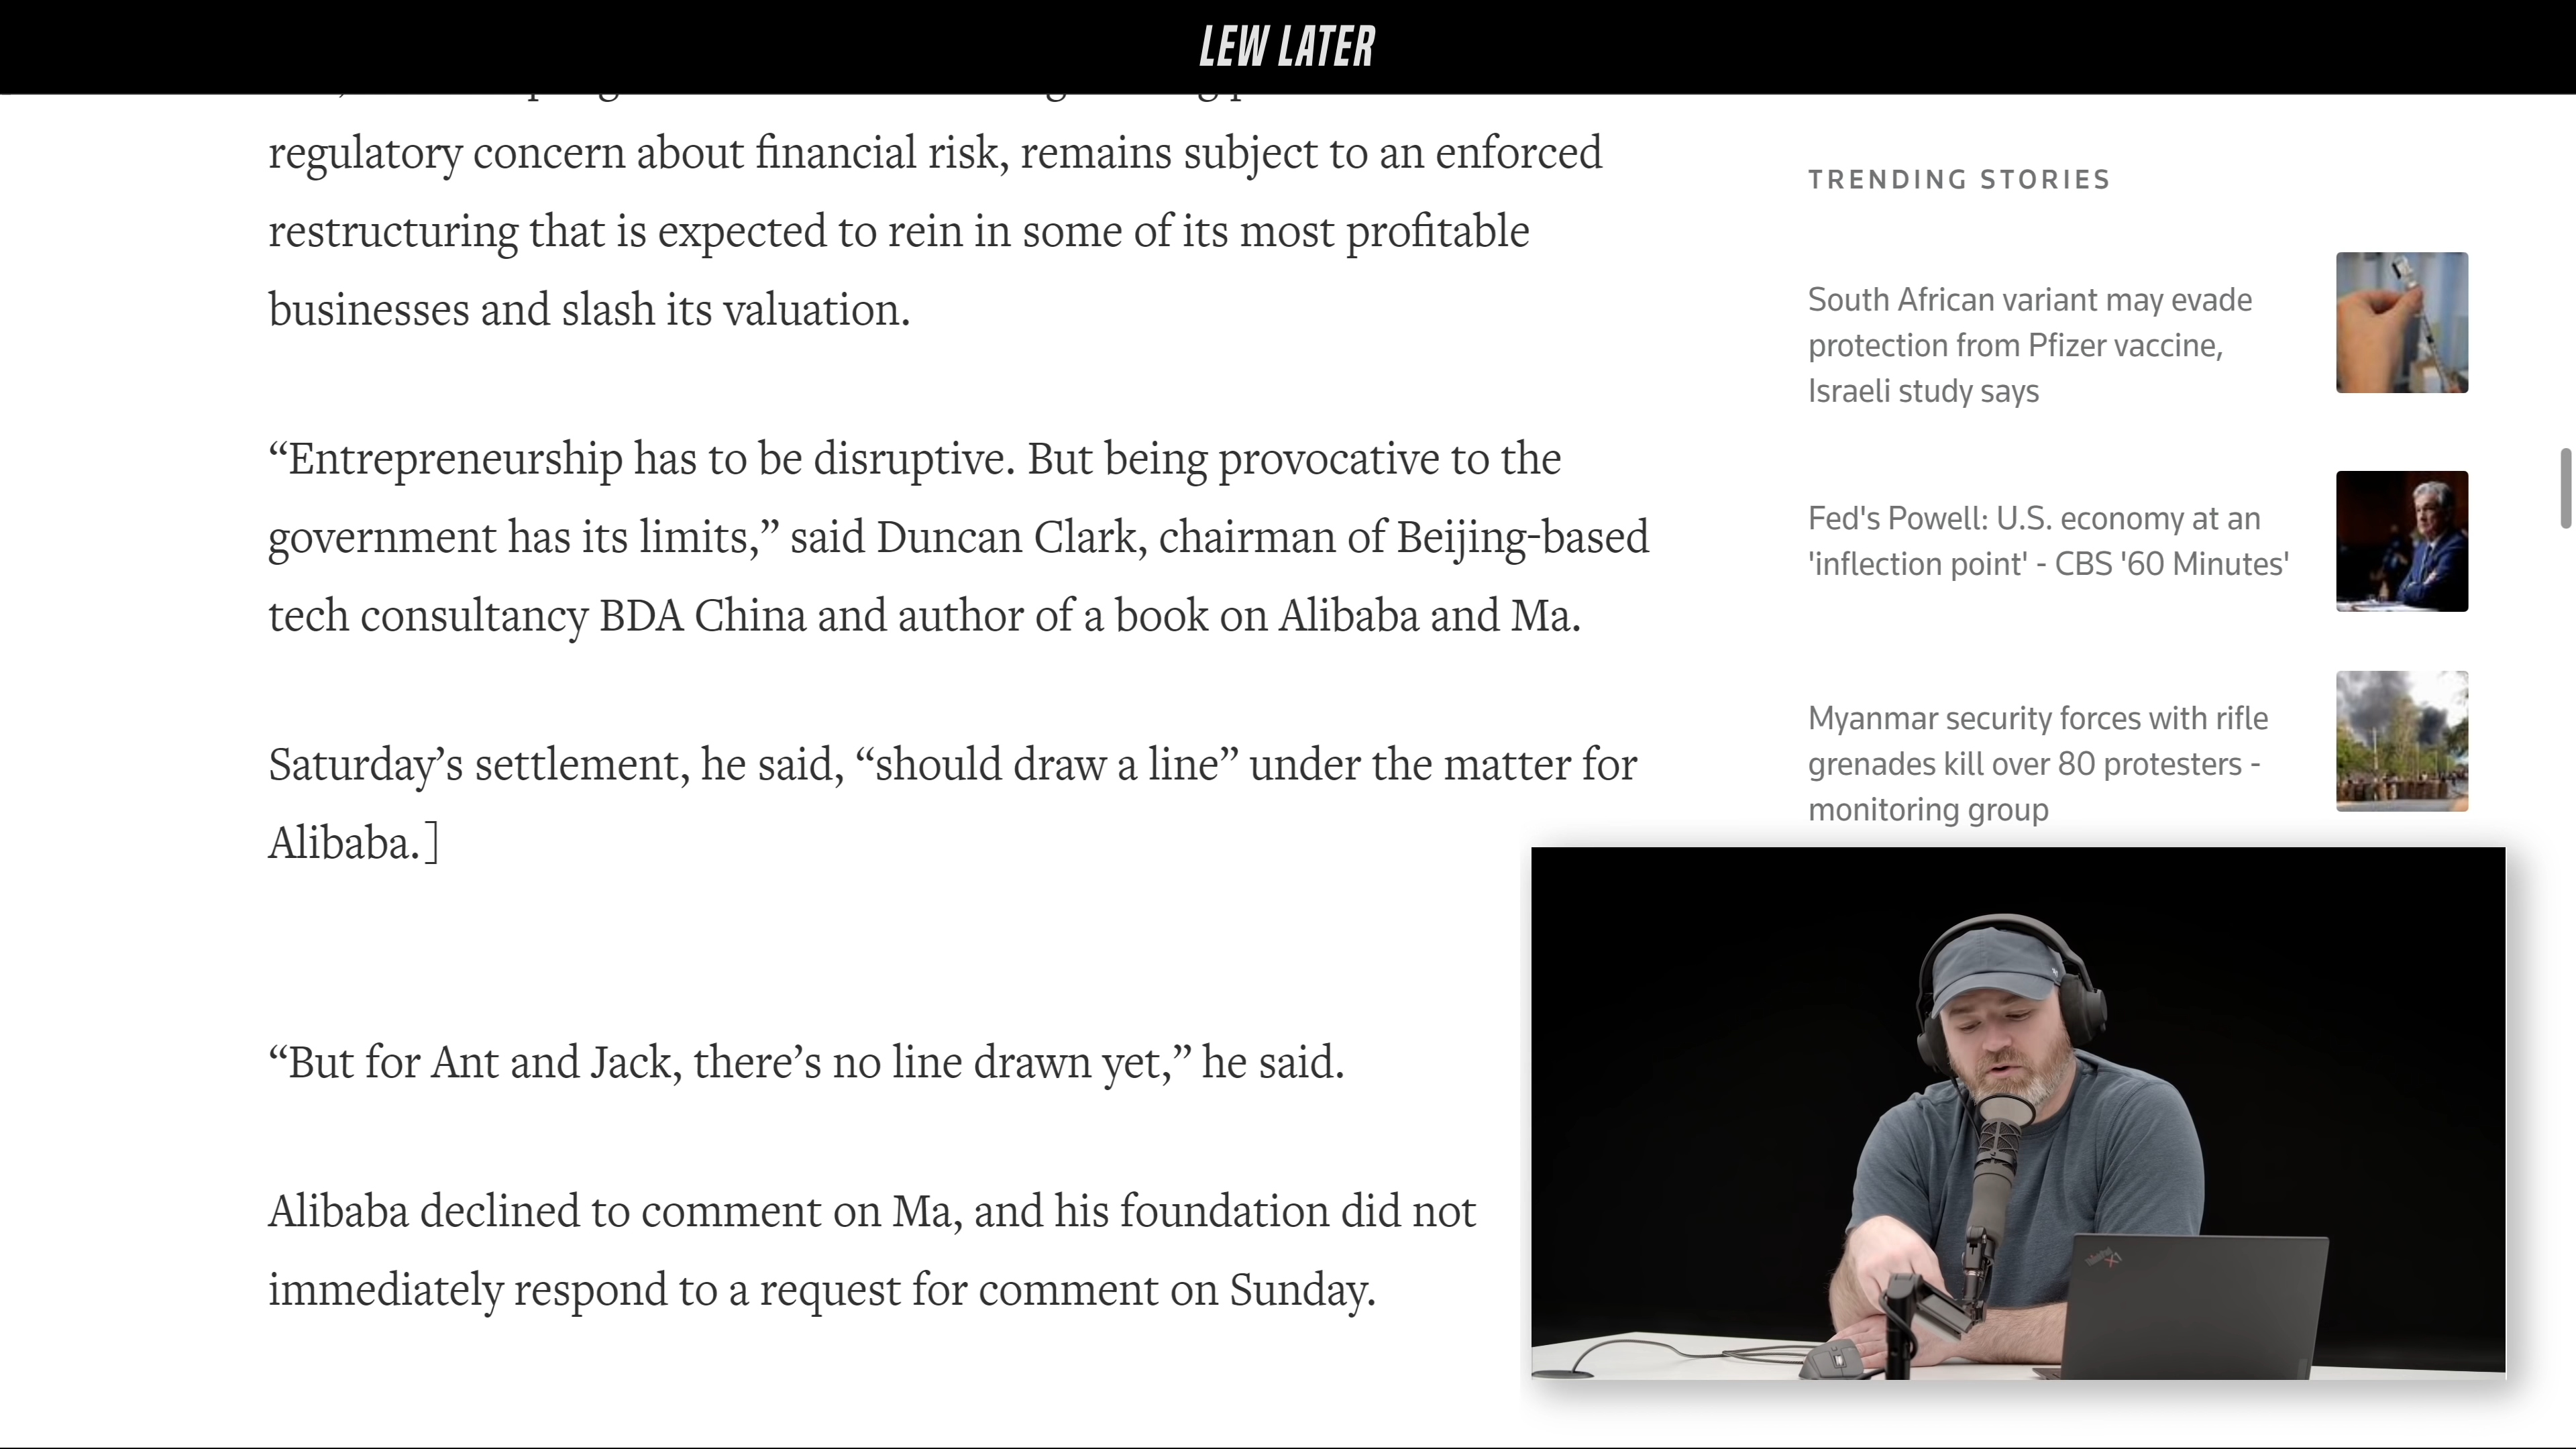 LEW LATER
regulatory concern about financial risk, remains subject to an enforced
restructuring that is expected to rein in some of its most profitable
businesses and slash its valuation.
“Entrepreneurship has to be disruptive. But being provocative to the
government has its limits,” said Duncan Clark, chairman of Beijing-based
tech consultancy BDA China and author of a book on Alibaba and Ma.
Saturday’s settlement, he said, “should draw a line” under the matter for
Alibaba.]
“But for Ant and Jack, there’s no line drawn yet,” he said.
Alibaba declined to comment on Ma, and his foundation did not
immediately respond to a request for comment on Sunday.
TRENDING STORIES
South African variant may evade
protection from Pfizer vaccine,
Israeli study says
Fed's Powell: U.S. economy at an
'inflection point' - CBS '60 Minutes'
Myanmar security forces with rifle
grenades kill over 80 protesters -
monitoring group